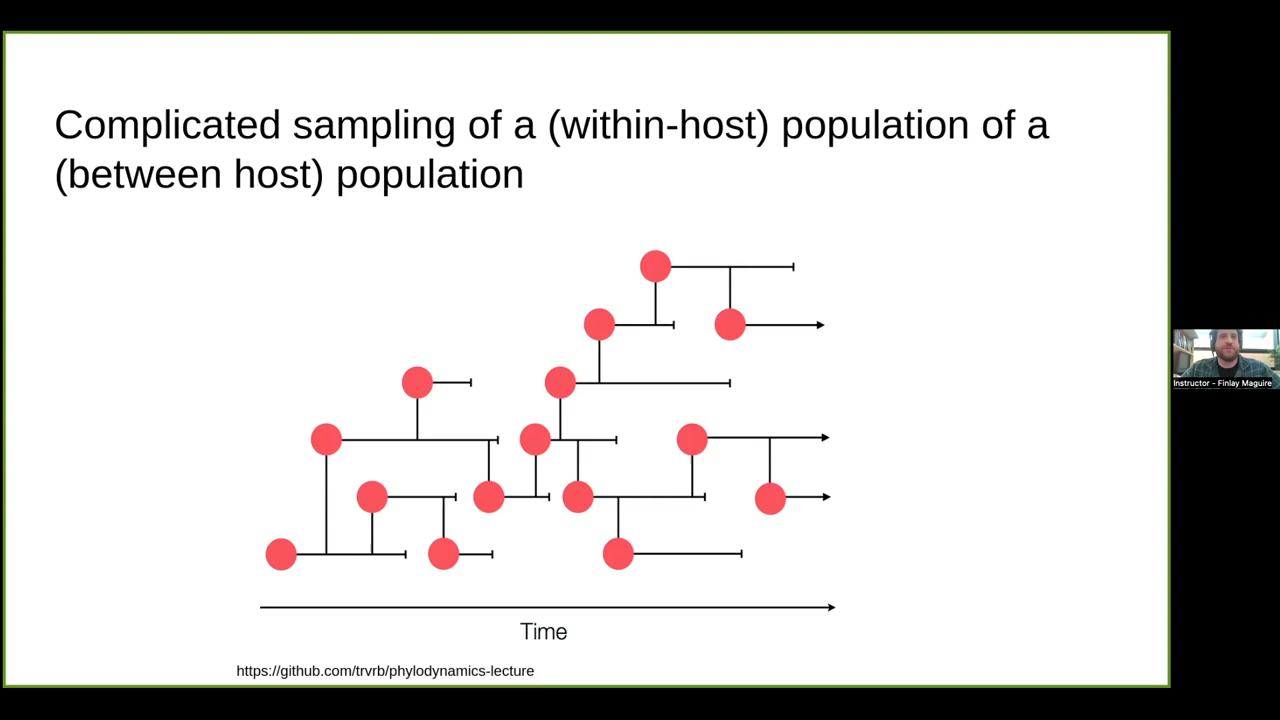 Complicated sampling of a (within-host) population of a
(between host) population
Instructor - Finlay Maguire
Time
https://github.com/trvrb/phylodynamics-lecture